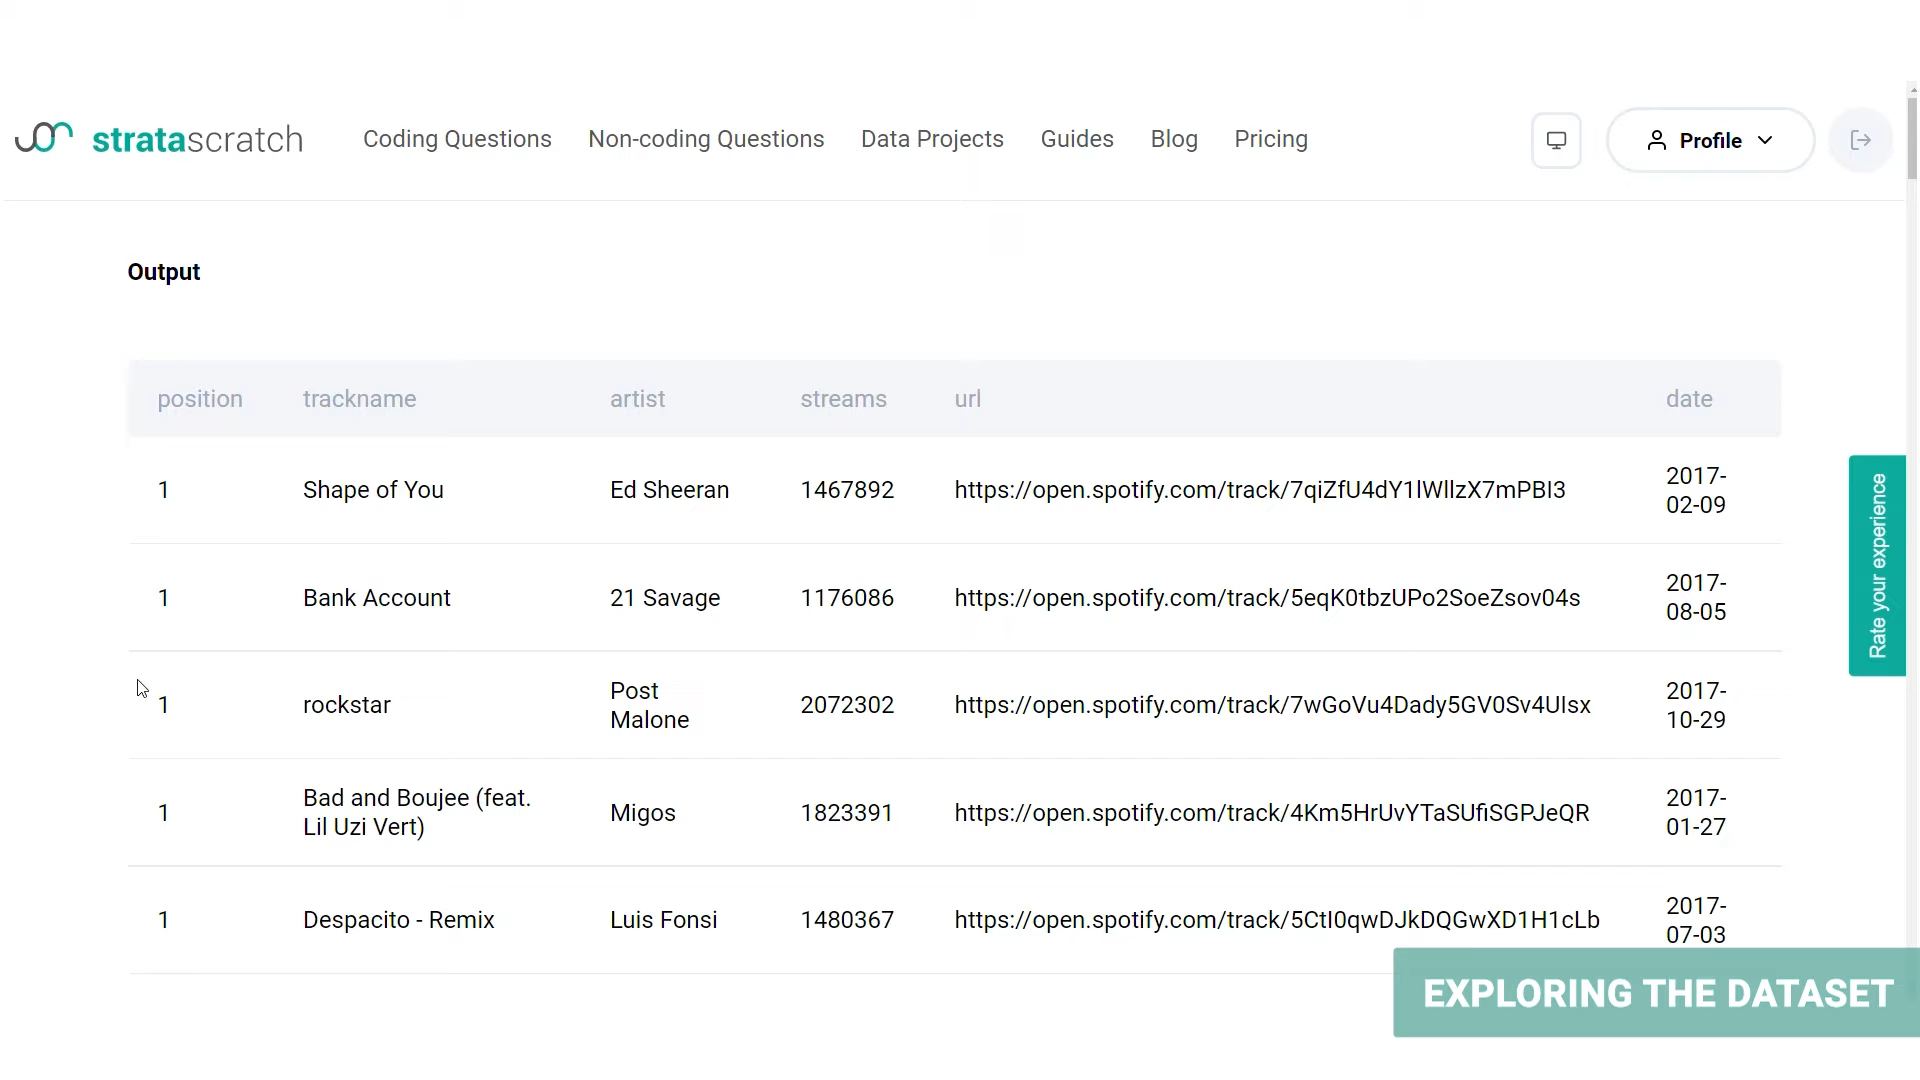 stratascratch Coding Questions Non-coding Questions Data Projects Guides Blog Pricing Profile
Output
position trackname artist streams url date
1 Shape of You Ed Sheeran 1467892 https://open.spotify.com/track/7qiZfU4dY1lWllzX7mPBI3 2017-
02-09
1 Bank Account 21 Savage 1176086 https://open.spotify.com/track/5eqK0tbzUPo2SoeZsov04s 2017-
08-05
1 rockstar Post
Malone 2072302 https://open.spotify.com/track/7wGoVu4Dady5GV0Sv4UIsx 2017-
10-29
1 Bad and Boujee (feat.
Lil Uzi Vert) Migos 1823391 https://open.spotify.com/track/4Km5HrUvYTaSUfiSGPJeQR 2017-
01-27
1 Despacito - Remix Luis Fonsi 1480367 https://open.spotify.com/track/5CtI0qwDJkDQGwXD1H1cLb 2017-
07-03
Rate your experience
EXPLORING THE DATASET